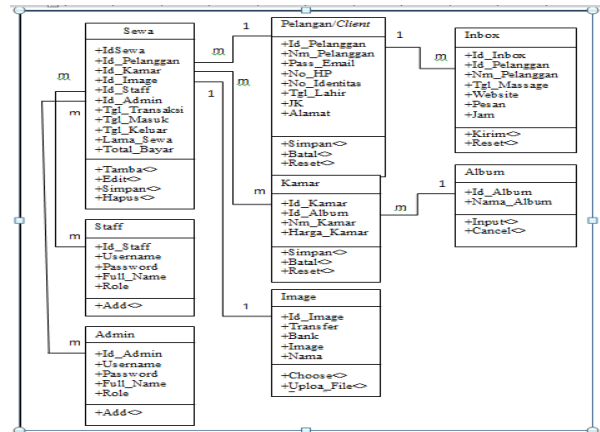 Sewa
+IdSewa
+Id_Pelanggan
+Id_Kamar
+Id_Image
+Id_Staff
+Id_Admin
+Tgl_Transaksi
+Tgl_Masuk
+Tgl_Keluar
+Lama_Sewa
+Total_Bayar
+Tamba<>
+Edit<>
+Simpan<>
+Hapus<>
Staff
+Id_Staff
+Username
+Password
+Full_Name
+Role
+Add<>
Admin
+Id_Admin
+Username
+Password
+Full_Name
+Role
+Add<>
Pelangan/Client
+Id_Pelanggan
+Nm_Pelanggan
+Pass_Email
+No_HP
+No_Identitas
+Tgl_Lahir
+JK
+Alamat
+Simpan<>
+Batal<>
+Reset<>
Kamar
+Id_Kamar
+Id_Album
+Nm_Kamar
+Harga_Kamar
+Simpan<>
+Batal<>
+Reset<>
Image
+Id_Image
+Transfer
+Bank
+Image
+Nama
+Choose<>
+Uploa_File<>
Inbox
+Id_Inbox
+Id_Pelanggan
+Nm_Pelanggan
+Tgl_Massage
+Website
+Pesan
+Jam
+Kirim<>
+Reset<>
Album
+Id_Album
+Nama_Album
+Input<>
+Cancel<>
m
m
m
m
m
1
m
1
m
1
1
m
1
m